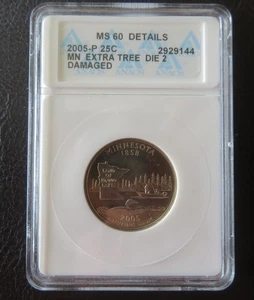 MS 60 DETAILS
2005-P 25C 2929144
MN EXTRA TREE DIE 2
DAMAGED
MINNESOTA
1858
2005